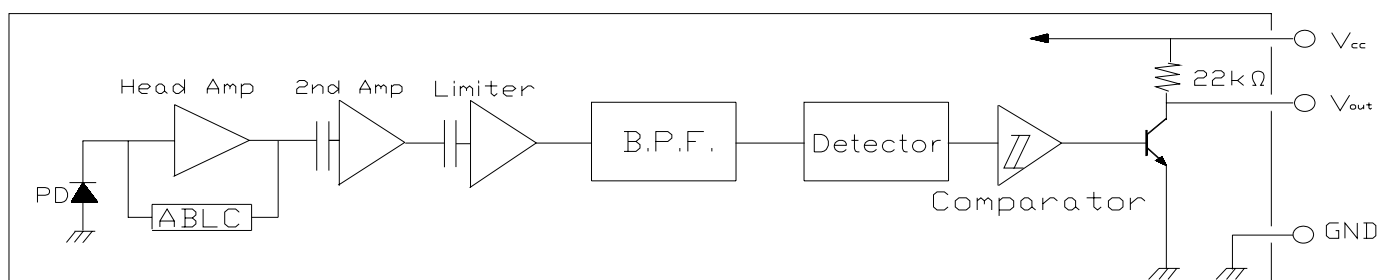 Head Amp
2nd Amp
Limiter
Vcc
22kΩ
Vout
B.P.F.
Detector
PD
ABLC
Comparator
GND